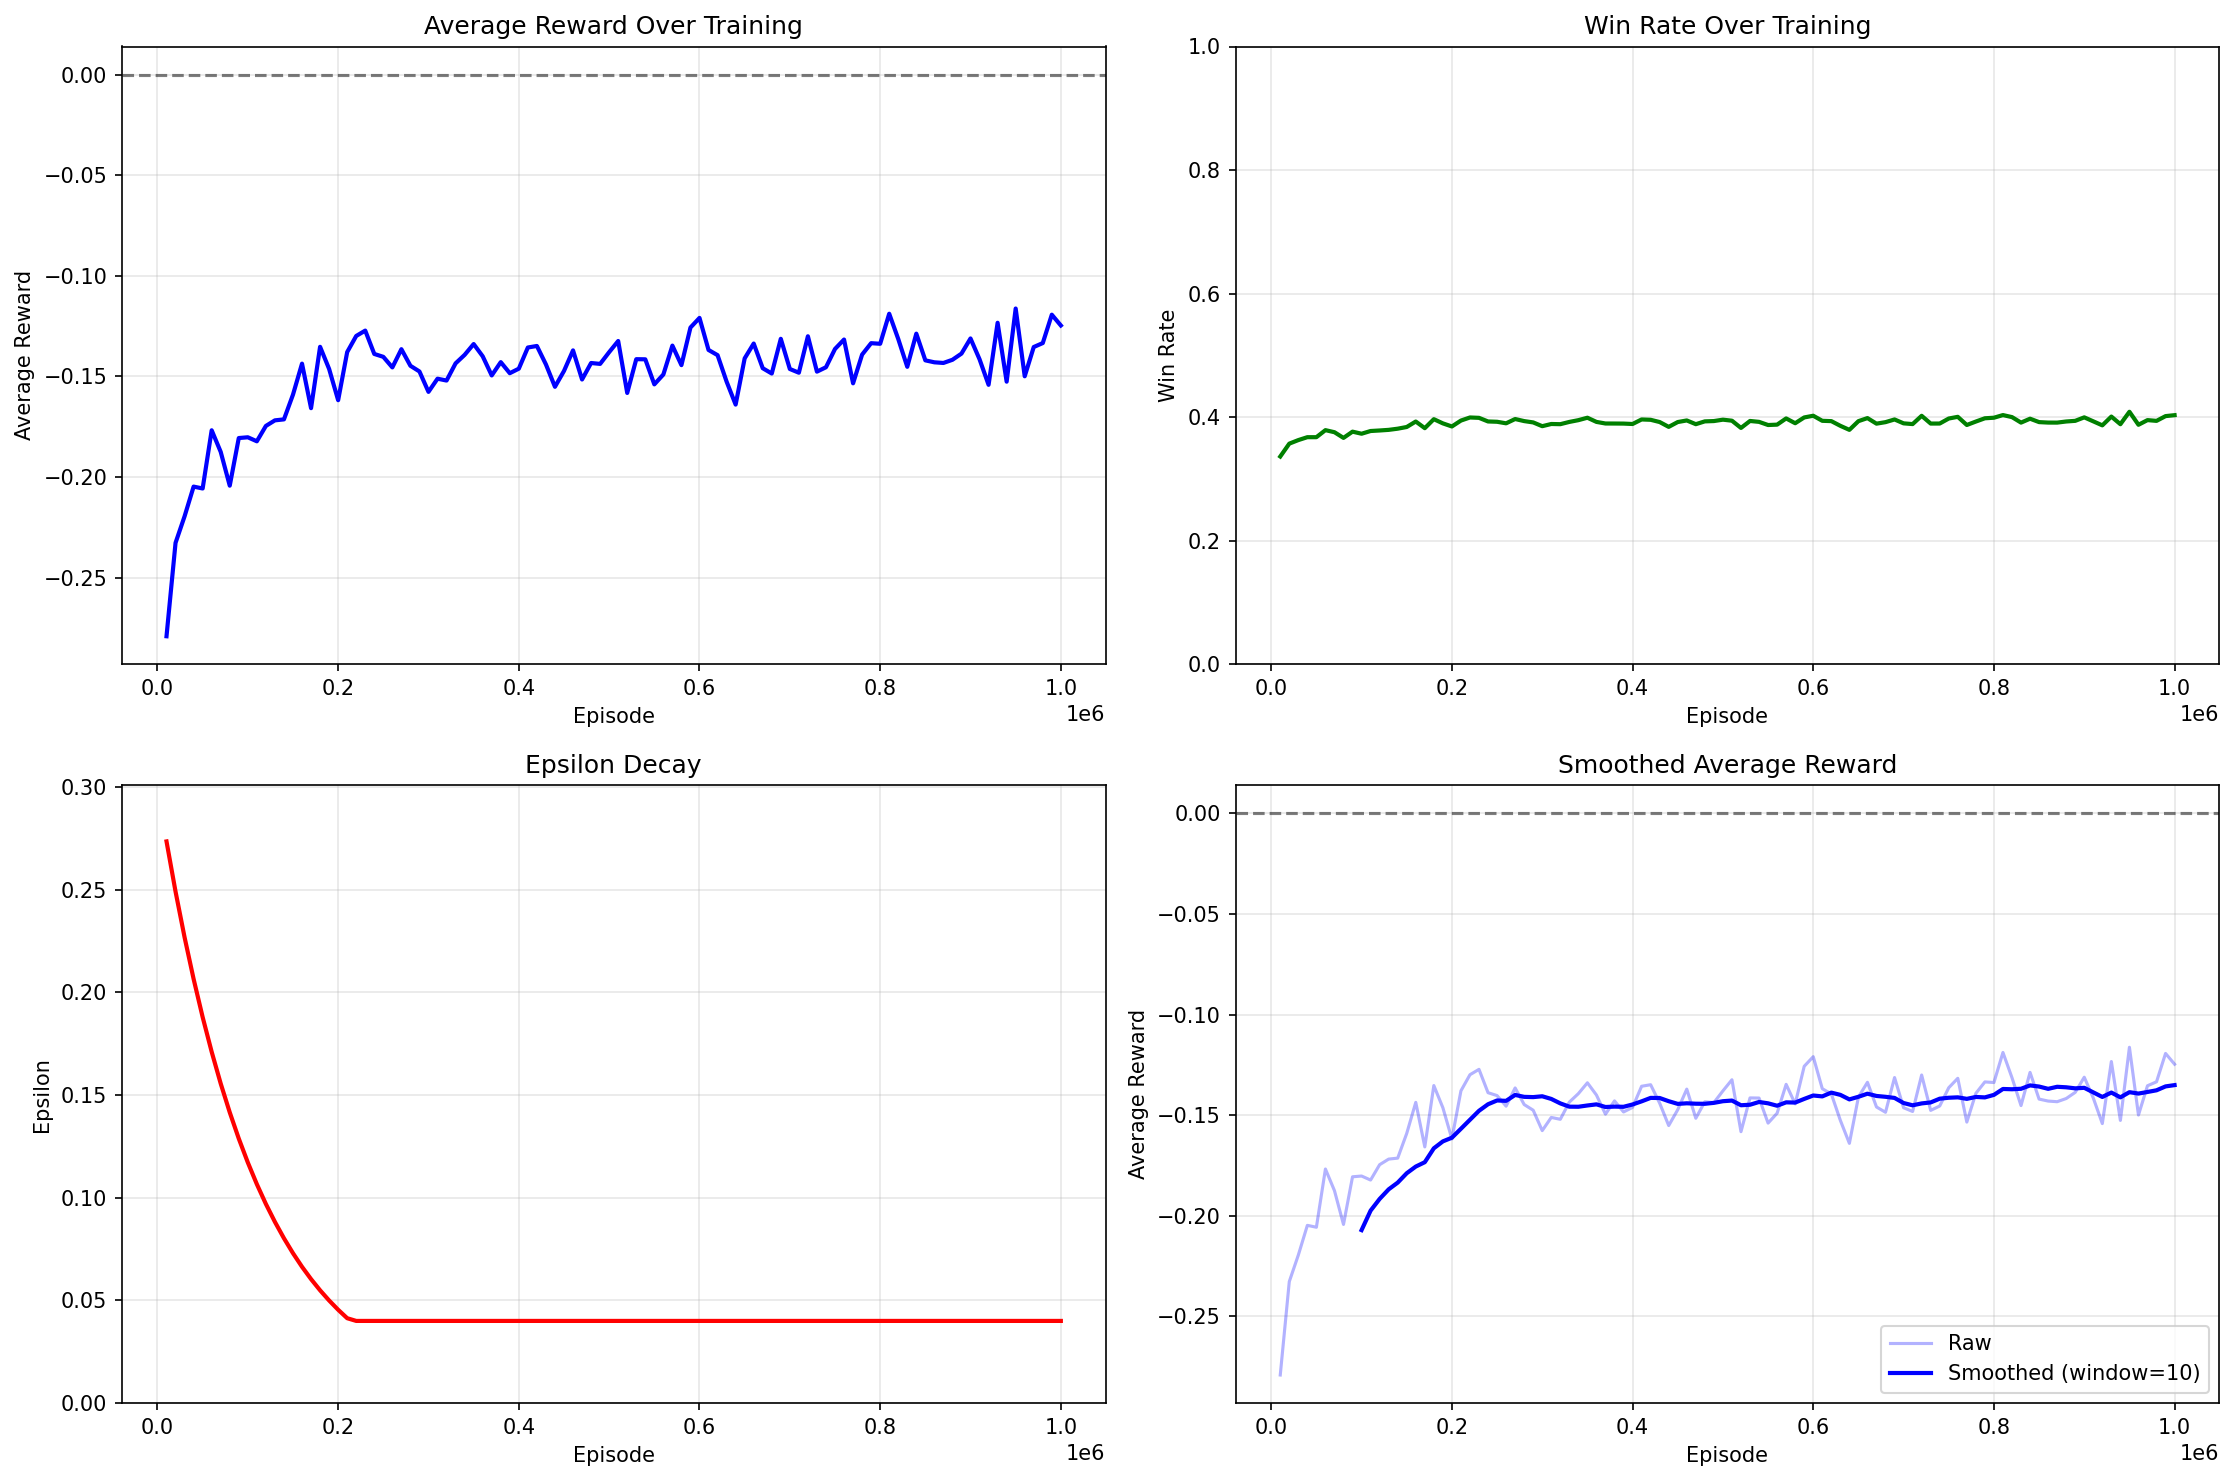 Average Reward Over Training
Average Reward
0.00
−0.05
−0.10
−0.15
−0.20
−0.25
0.0 0.2 0.4 0.6 0.8 1.0
1e6
Episode
Win Rate Over Training
Win Rate
1.0
0.8
0.6
0.4
0.2
0.0
0.0 0.2 0.4 0.6 0.8 1.0
1e6
Episode
Epsilon Decay
Epsilon
0.30
0.25
0.20
0.15
0.10
0.05
0.00
0.0 0.2 0.4 0.6 0.8 1.0
1e6
Episode
Smoothed Average Reward
Average Reward
0.00
−0.05
−0.10
−0.15
−0.20
−0.25
Raw
Smoothed (window=10)
0.0 0.2 0.4 0.6 0.8 1.0
1e6
Episode